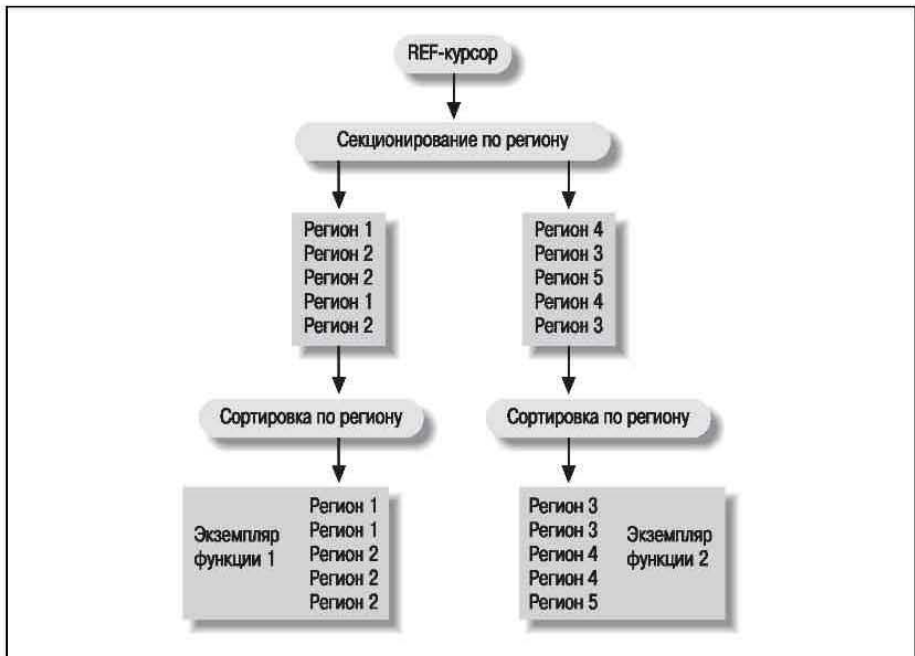 REF-курсор
Секционирование по региону
Регион 1
Регион 2
Регион 2
Регион 1
Регион 2
Регион 4
Регион 3
Регион 5
Регион 4
Регион 3
Сортировка по региону
Сортировка по региону
Экземпляр
функции 1
Регион 1
Регион 1
Регион 2
Регион 2
Регион 2
Регион 3
Регион 3
Регион 4
Регион 4
Регион 5
Экземпляр
функции 2